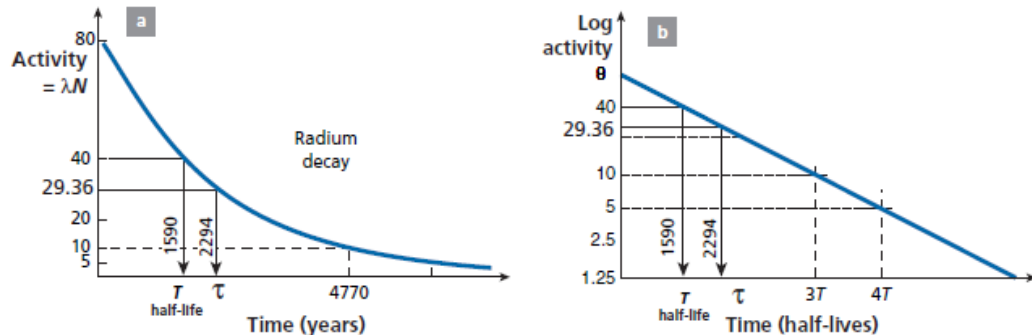 a
80
Activity
= λN
Radium
decay
40
29.36
20
10
5
1590
2294
T
τ
4770
half-life
Time (years)
b
Log
activity
θ
40
29.36
10
5
2.5
1.25
1590
2294
T
τ
3T
4T
half-life
Time (half-lives)